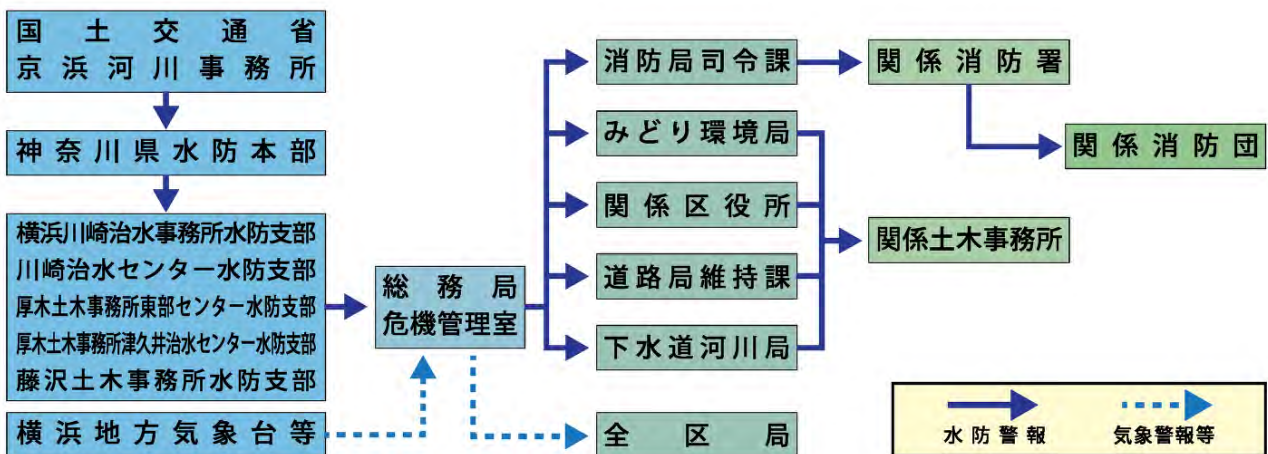 国土交通省
京浜河川事務所
神奈川県水防本部
横浜川崎治水事務所水防支部
川崎治水センター水防支部
厚木土木事務所東部センター水防支部
厚木土木事務所津久井治水センター水防支部
藤沢土木事務所水防支部
横浜地方気象台等
総務局
危機管理室
消防局司令課
みどり環境局
関係区役所
道路局維持課
下水道河川局
全区局
関係消防署
関係消防団
関係土木事務所
水防警報
気象警報等